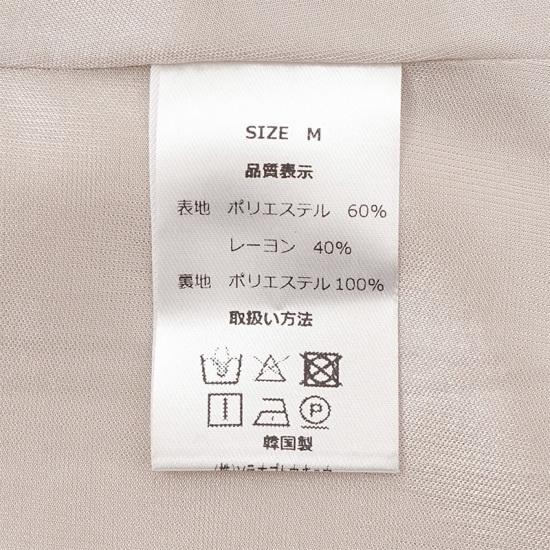 SIZE M
品質表示
表地 ポリエステル 60%
レーヨン 40%
裏地 ポリエステル 100%
取扱い方法
P
韓国製